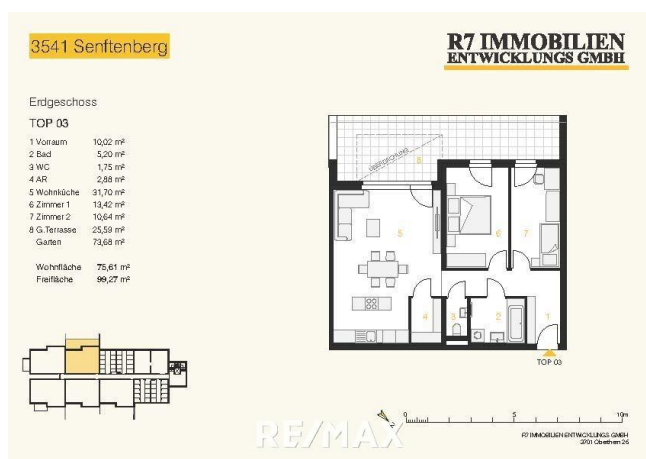 3541 Senftenberg
R7 IMMOBILIEN
ENTWICKLUNGS GMBH
Erdgeschoss
TOP 03
1 Vorraum 10,02 m²
2 Bad 5,20 m²
3 WC 1,75 m²
4 AR 2,88 m²
5 Wohnküche 31,70 m²
6 Zimmer 1 13,42 m²
7 Zimmer 2 10,64 m²
8 G.Terrasse 25,59 m²
Garten 73,68 m²
Wohnfläche 75,61 m²
Freifläche 99,27 m²
ÜBERDACHUNG
8
5
6
7
4
3
2
1
TOP 03
N
0 5 10m
RE/MAX
R7 IMMOBILIEN ENTWICKLUNGS GMBH